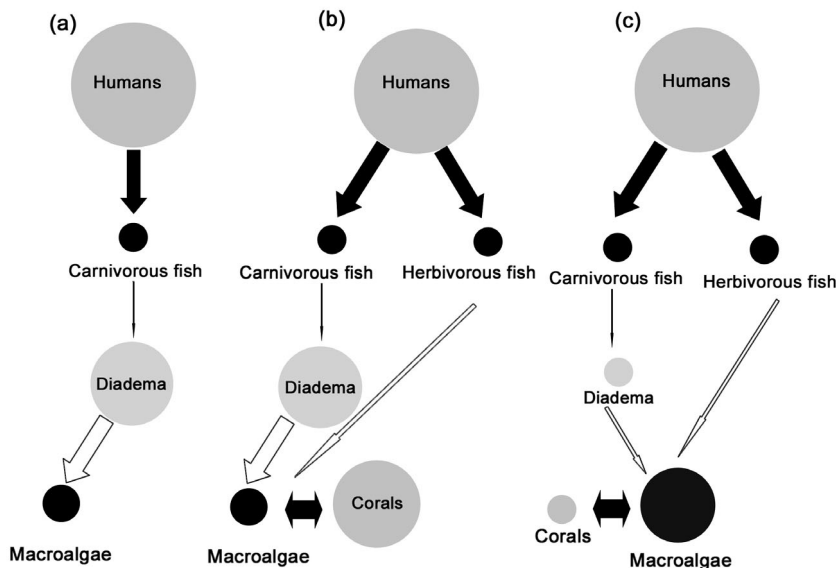 (a)
Humans
Carnivorous fish
Diadema
Macroalgae
(b)
Humans
Carnivorous fish
Herbivorous fish
Diadema
Corals
Macroalgae
(c)
Humans
Carnivorous fish
Herbivorous fish
Diadema
Corals
Macroalgae